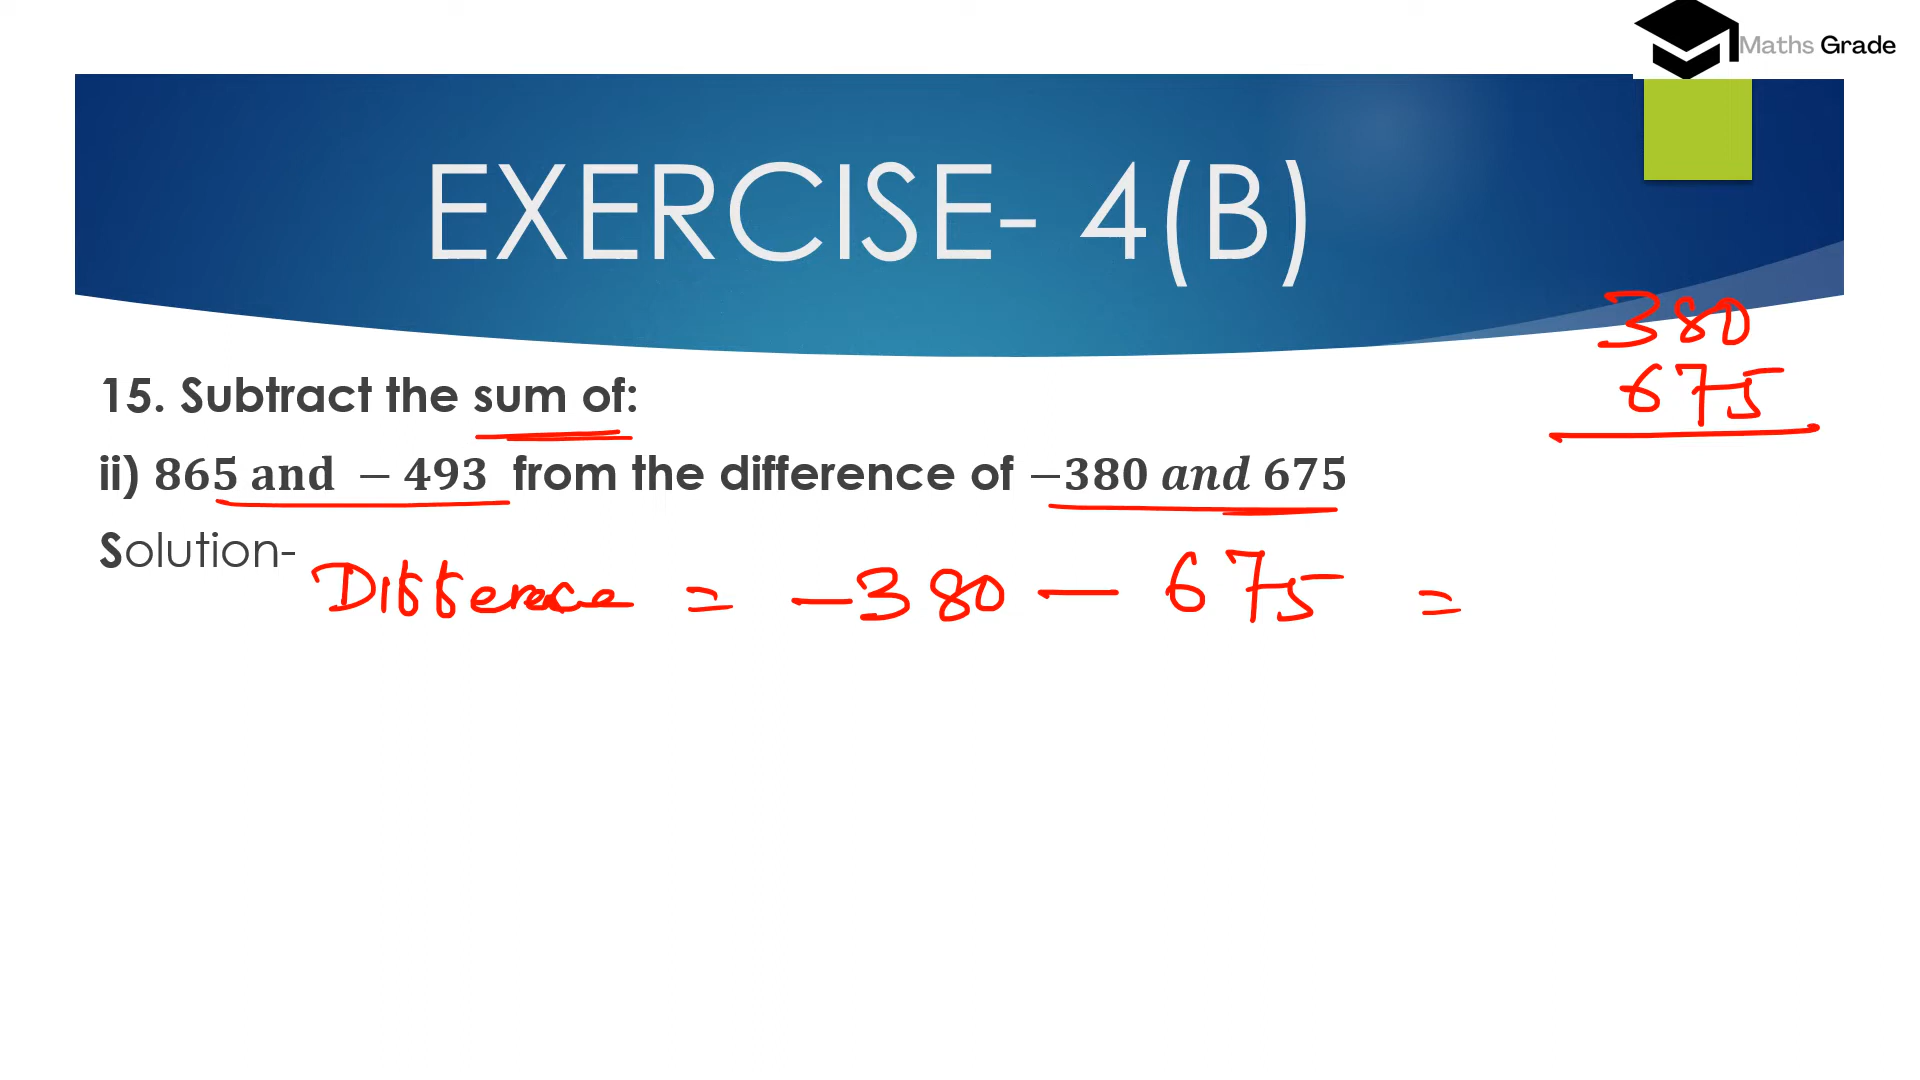 Maths Grade
EXERCISE- 4(B)
380
675
15. Subtract the sum of:
ii) 865 and − 493 from the difference of −380 and 675
Solution-
Difference = −380 − 675 =